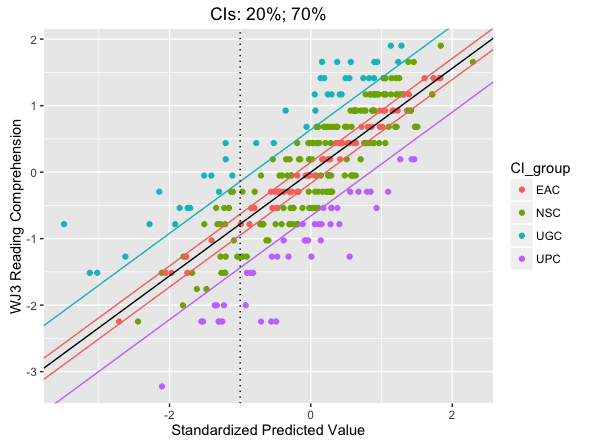 CIs: 20%; 70%
WJ3 Reading Comprehension
2
1
0
-1
-2
-3
-2
0
2
Standardized Predicted Value
CI_group
EAC
NSC
UGC
UPC